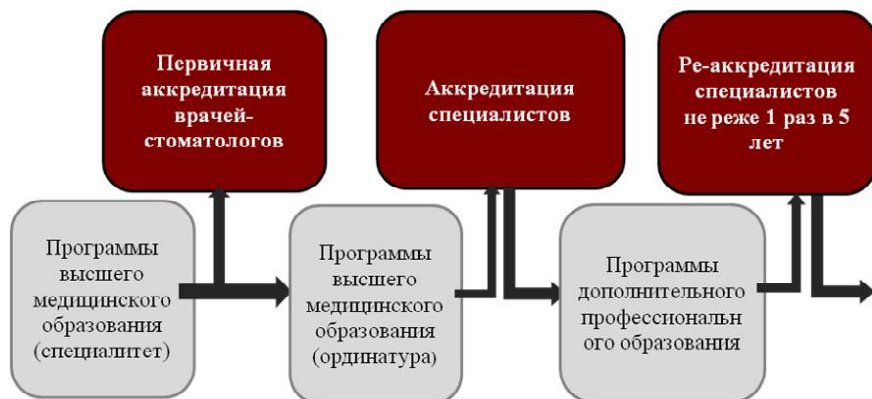 Первичная
аккредитация
врачей-
стоматологов
Аккредитация
специалистов
Ре-аккредитация
специалистов
не реже 1 раз в 5
лет
Программы
высшего
медицинского
образования
(специалитет)
Программы
высшего
медицинского
образования
(ординатура)
Программы
дополнительного
профессиональн
ого образования